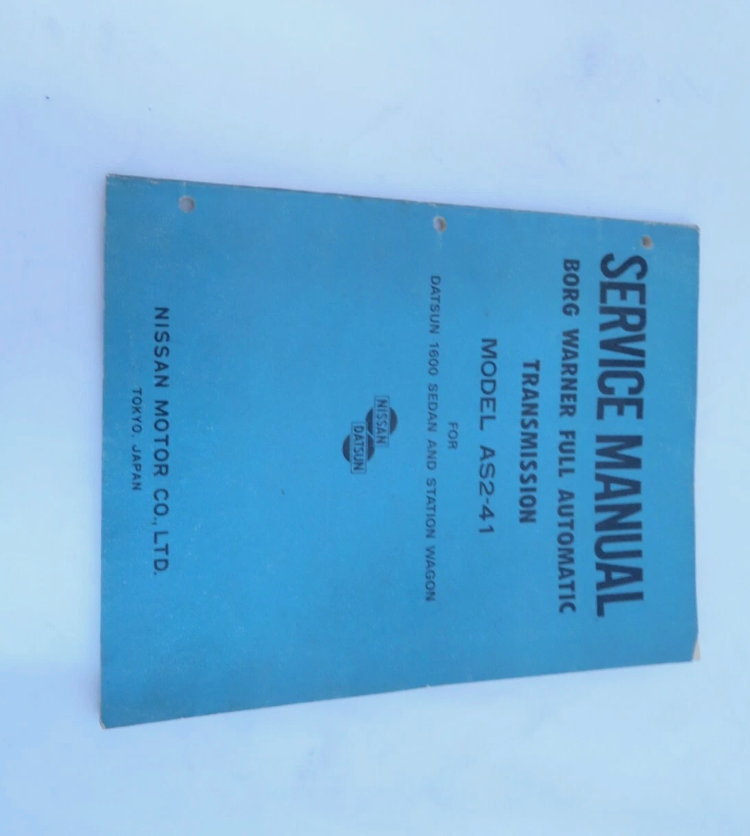 SERVICE MANUAL
BORG WARNER FULL AUTOMATIC
TRANSMISSION
MODEL AS2-41
FOR
DATSUN 1600 SEDAN AND STATION WAGON
NISSAN
DATSUN
NISSAN MOTOR CO., LTD.
TOKYO, JAPAN